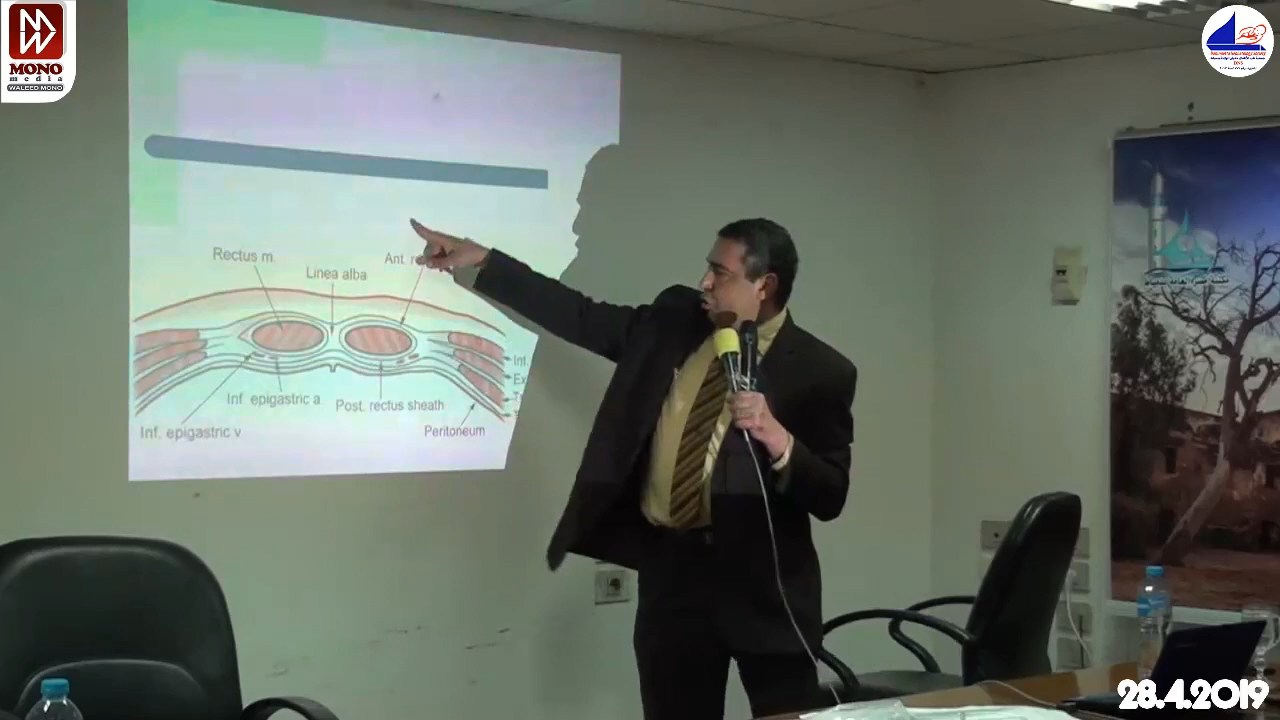 MONO
media
WALEED MONO
DNS
Rectus m.
Linea alba
Ant
Int
Ex
Inf. epigastric a
Post. rectus sheath
Inf. epigastric v
Peritoneum
28.4.2019